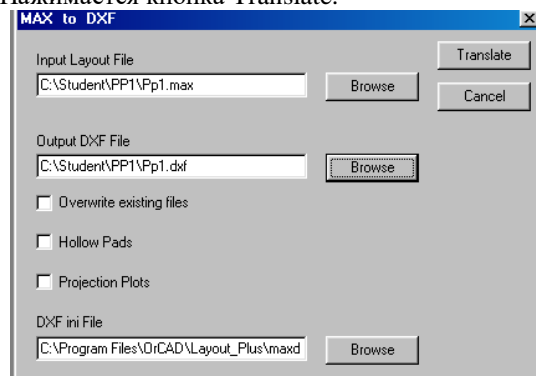 Нажимается кнопка Translate.
MAX to DXF
Input Layout File
C:\Student\PP1\Pp1.max
Browse
Translate
Cancel
Output DXF File
C:\Student\PP1\Pp1.dxf
Browse
Overwrite existing files
Hollow Pads
Projection Plots
DXF ini File
C:\Program Files\OrCAD\Layout_Plus\maxd
Browse